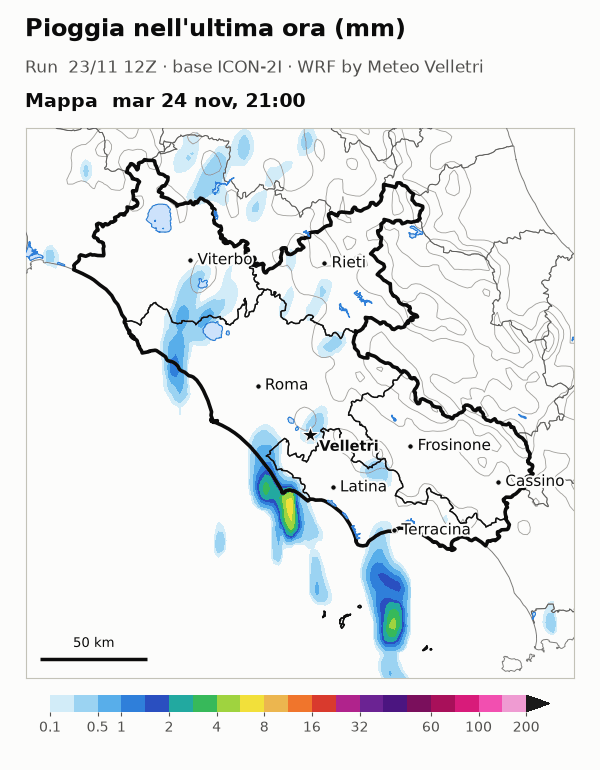 Pioggia nell'ultima ora (mm)
Run  23/11 12Z · base ICON-2I · WRF by Meteo Velletri
Mappa  mar 24 nov, 21:00
Viterbo
Rieti
Roma
Velletri
Frosinone
Latina
Cassino
Terracina
50 km
0.1 0.5 1 2 4 8 16 32 60 100 200